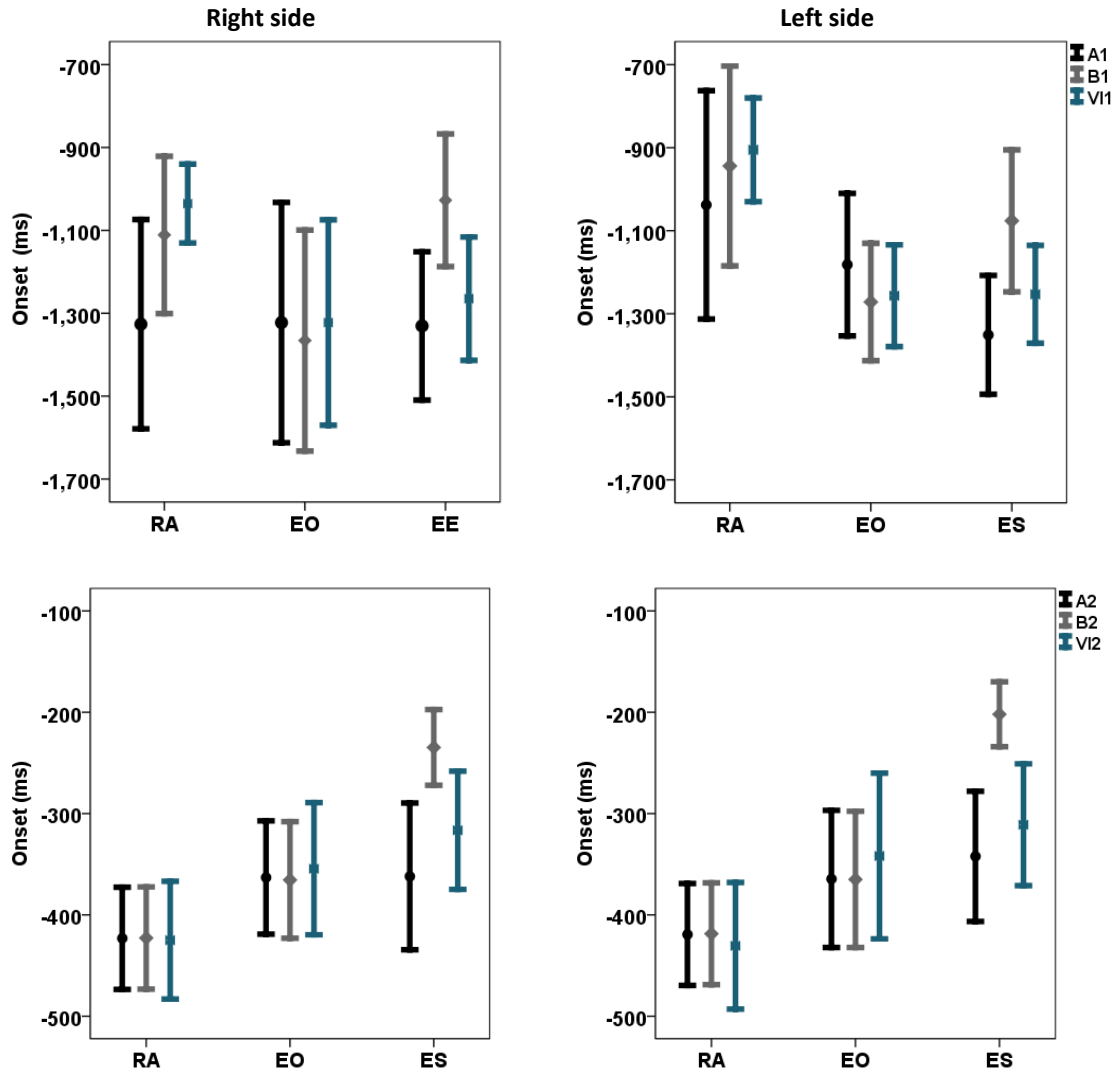 Right side
Left side
-700
-900
-1,100
-1,300
-1,500
-1,700
Onset (ms)
RA EO EE
-700
-900
-1,100
-1,300
-1,500
-1,700
Onset (ms)
RA EO ES
A1
B1
VI1
-100
-200
-300
-400
-500
Onset (ms)
RA EO ES
-100
-200
-300
-400
-500
Onset (ms)
RA EO ES
A2
B2
VI2